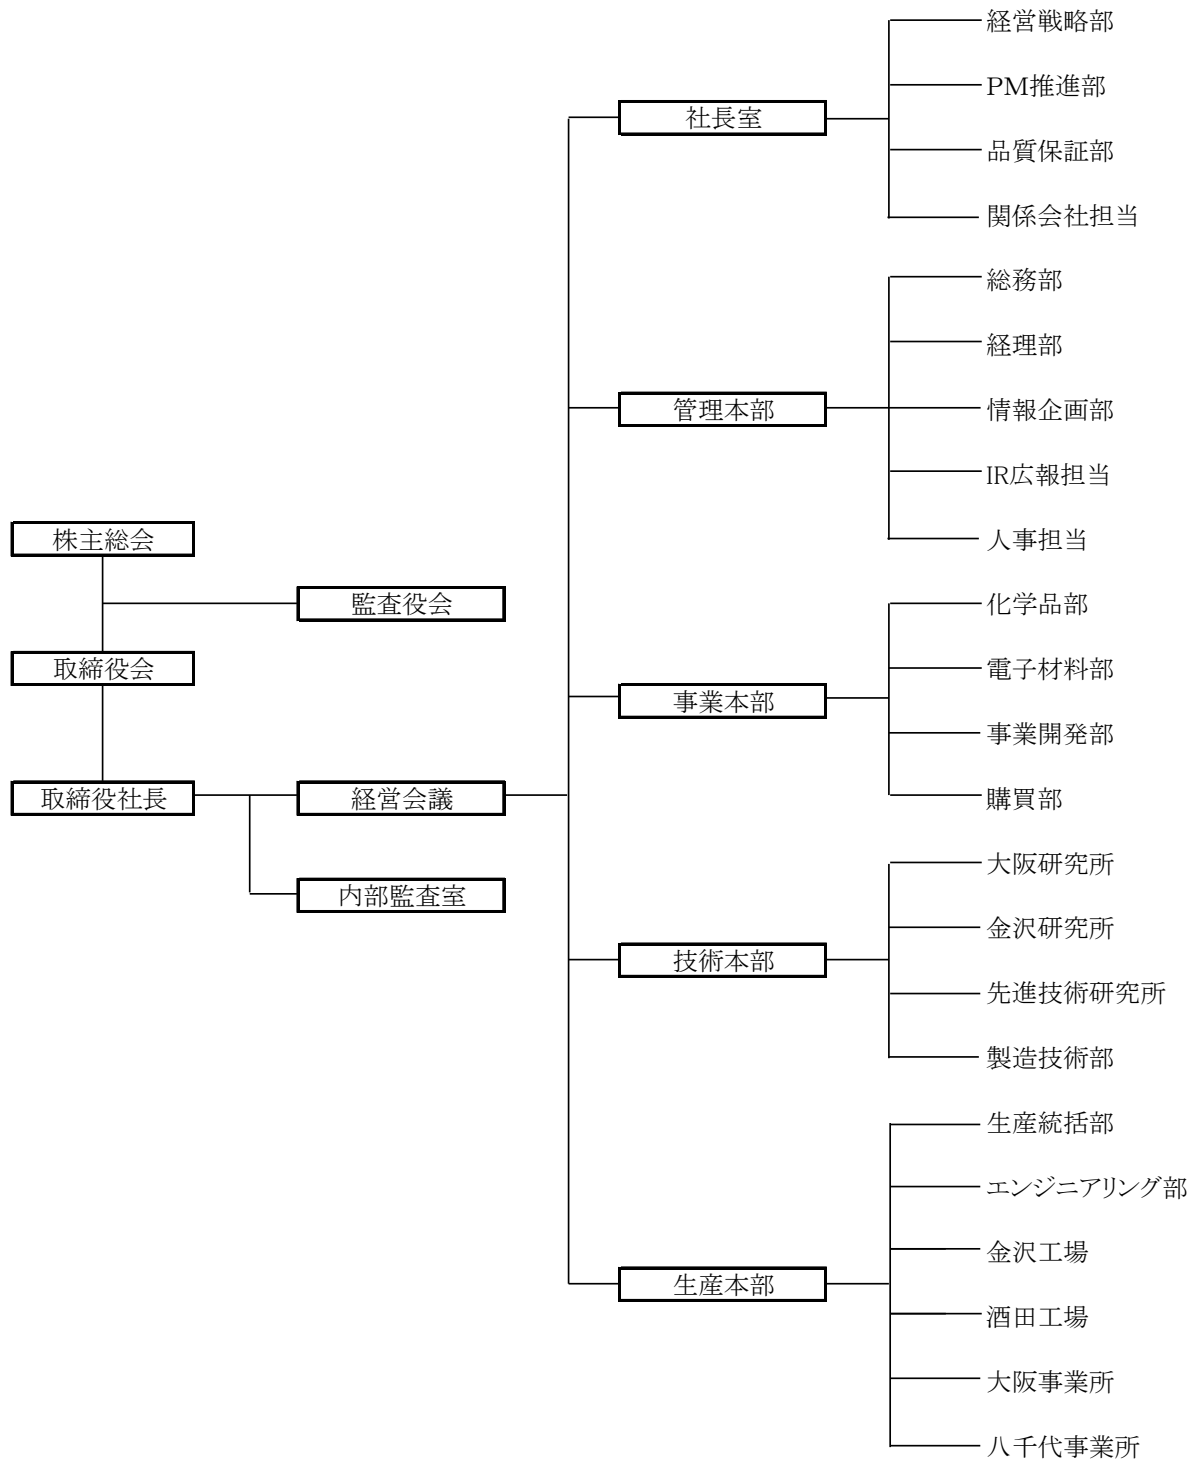 経営戦略部
PM推進部
社長室
品質保証部
関係会社担当
総務部
経理部
管理本部
情報企画部
IR広報担当
株主総会
人事担当
監査役会
化学品部
取締役会
電子材料部
事業本部
事業開発部
取締役社長
経営会議
購買部
大阪研究所
内部監査室
金沢研究所
技術本部
先進技術研究所
製造技術部
生産統括部
エンジニアリング部
金沢工場
生産本部
酒田工場
大阪事業所
八千代事業所